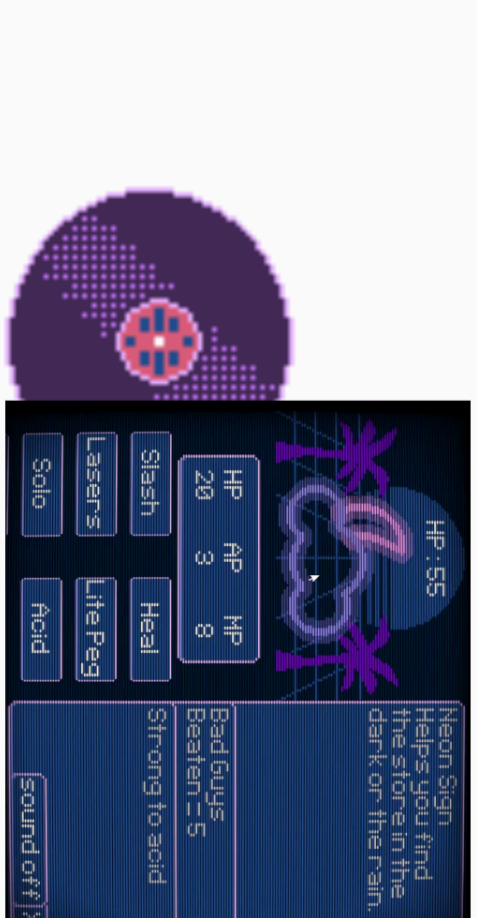 HP:55
HP AP MP
20 3 8
Slash Heal
Lasers Lite Peg
Solo Acid
Neon Sign
Helps you find
the store in the
dark or the rain.
Bad Guys
Beaten = 5
Strong to acid
sound off